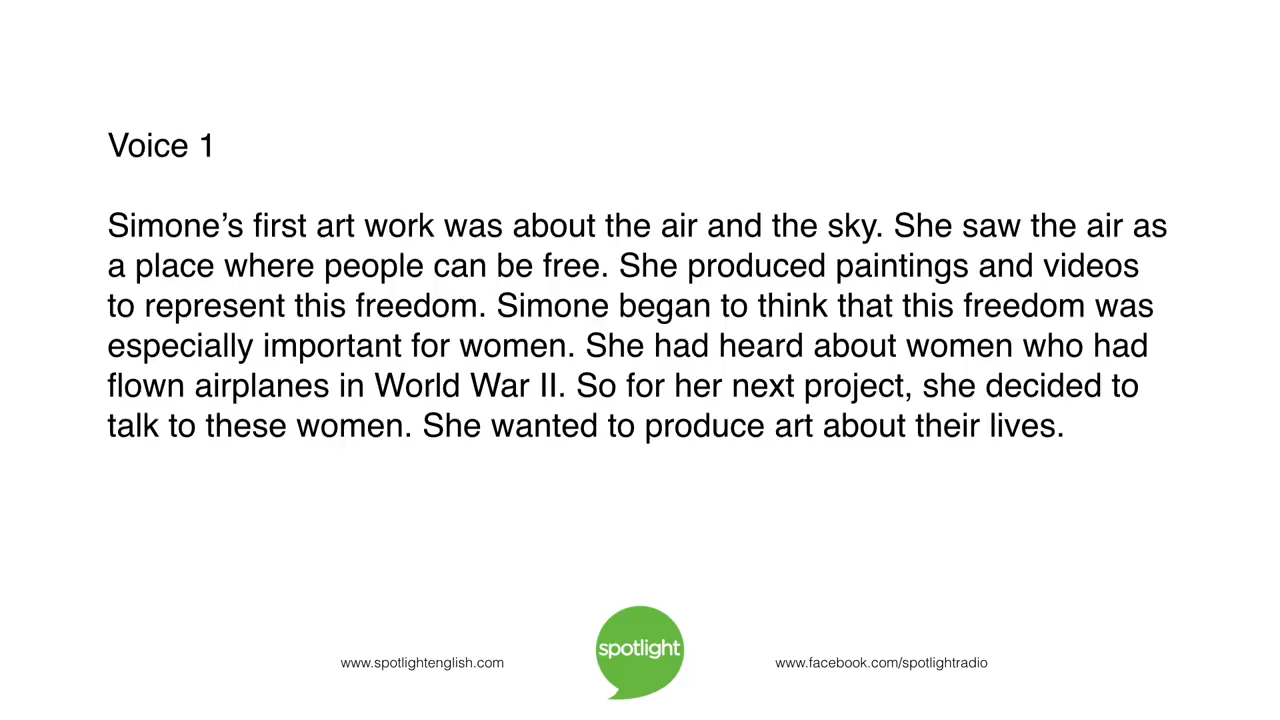 Voice 1
Simone’s first art work was about the air and the sky. She saw the air as
a place where people can be free. She produced paintings and videos
to represent this freedom. Simone began to think that this freedom was
especially important for women. She had heard about women who had
flown airplanes in World War II. So for her next project, she decided to
talk to these women. She wanted to produce art about their lives.
www.spotlightenglish.com
spotlight
www.facebook.com/spotlightradio